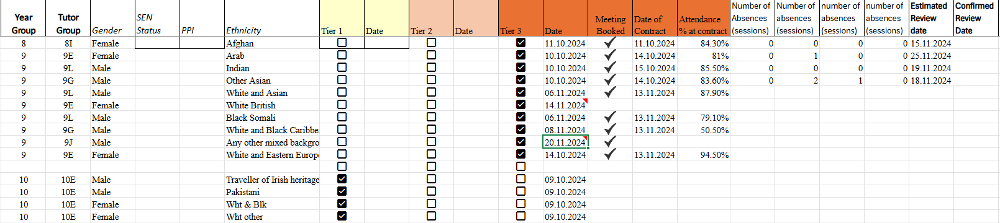 Year Group Tutor Group Gender SEN Status PPI Ethnicity Tier 1 Date Tier 2 Date Tier 3 Date Meeting Booked Date of Contract Attendance % at contract Number of Absences (sessions) Number of absences (sessions) number of absences (sessions) number of absences (sessions) Estimated Review date Confirmed Review Date
8 8I Female Afghan 11.10.2024 11.10.2024 84.30% 0 0 0 0 15.11.2024
9 9E Female Arab 10.10.2024 14.10.2024 81% 0 1 0 0 25.11.2024
9 9L Male Indian 10.10.2024 15.10.2024 85.50% 0 0 0 0 19.11.2024
9 9G Male Other Asian 10.10.2024 14.10.2024 83.60% 0 2 1 0 18.11.2024
9 9L Male White and Asian 06.11.2024 13.11.2024 87.90%
9 9E Female White British 14.11.2024
9 9L Male Black Somali 06.11.2024 13.11.2024 79.10%
9 9G Male White and Black Caribbe 08.11.2024 13.11.2024 50.50%
9 9J Male Any other mixed backgro 20.11.2024
9 9E Female White and Eastern Europe 14.10.2024 13.11.2024 94.50%
10 10E Male Traveller of Irish heritage 09.10.2024
10 10E Male Pakistani 09.10.2024
10 10E Female Wht & Blk 09.10.2024
10 10E Female Wht other 09.10.2024